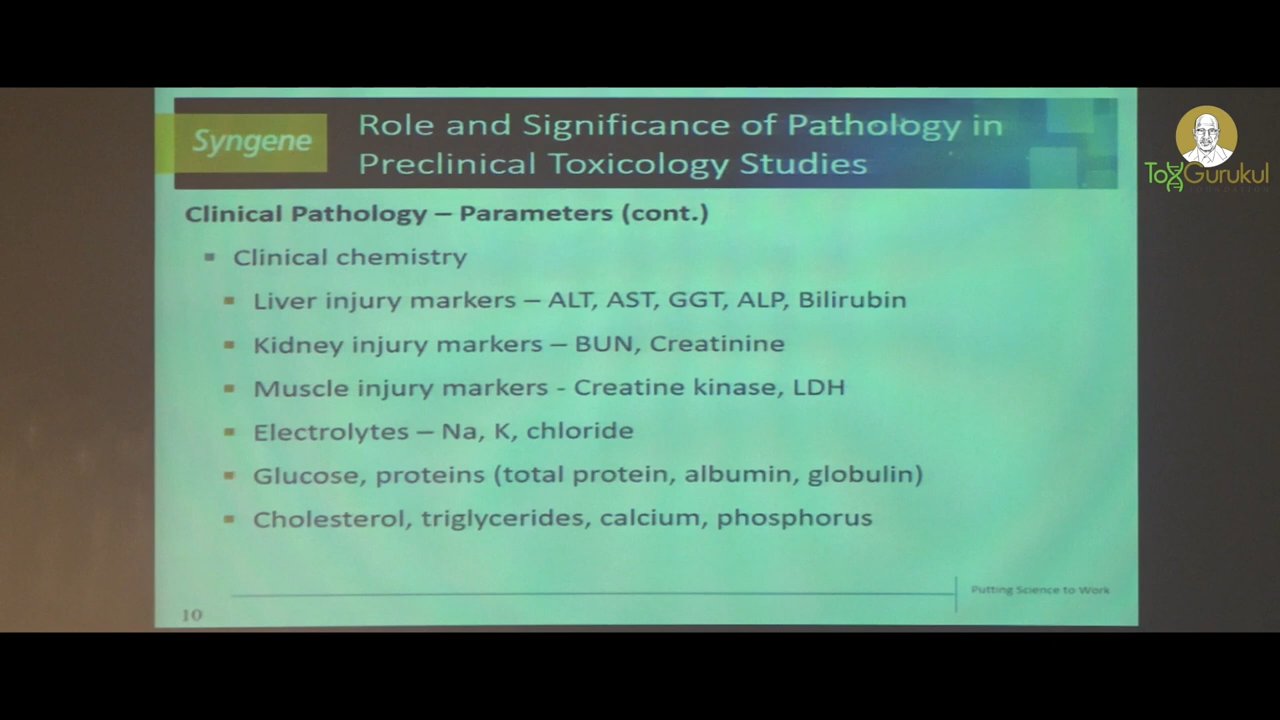 Syngene
Role and Significance of Pathology in
Preclinical Toxicology Studies
ToxGurukul
FOUNDATION
Clinical Pathology – Parameters (cont.)
Clinical chemistry
Liver injury markers – ALT, AST, GGT, ALP, Bilirubin
Kidney injury markers – BUN, Creatinine
Muscle injury markers - Creatine kinase, LDH
Electrolytes – Na, K, chloride
Glucose, proteins (total protein, albumin, globulin)
Cholesterol, triglycerides, calcium, phosphorus
Putting Science to Work
10